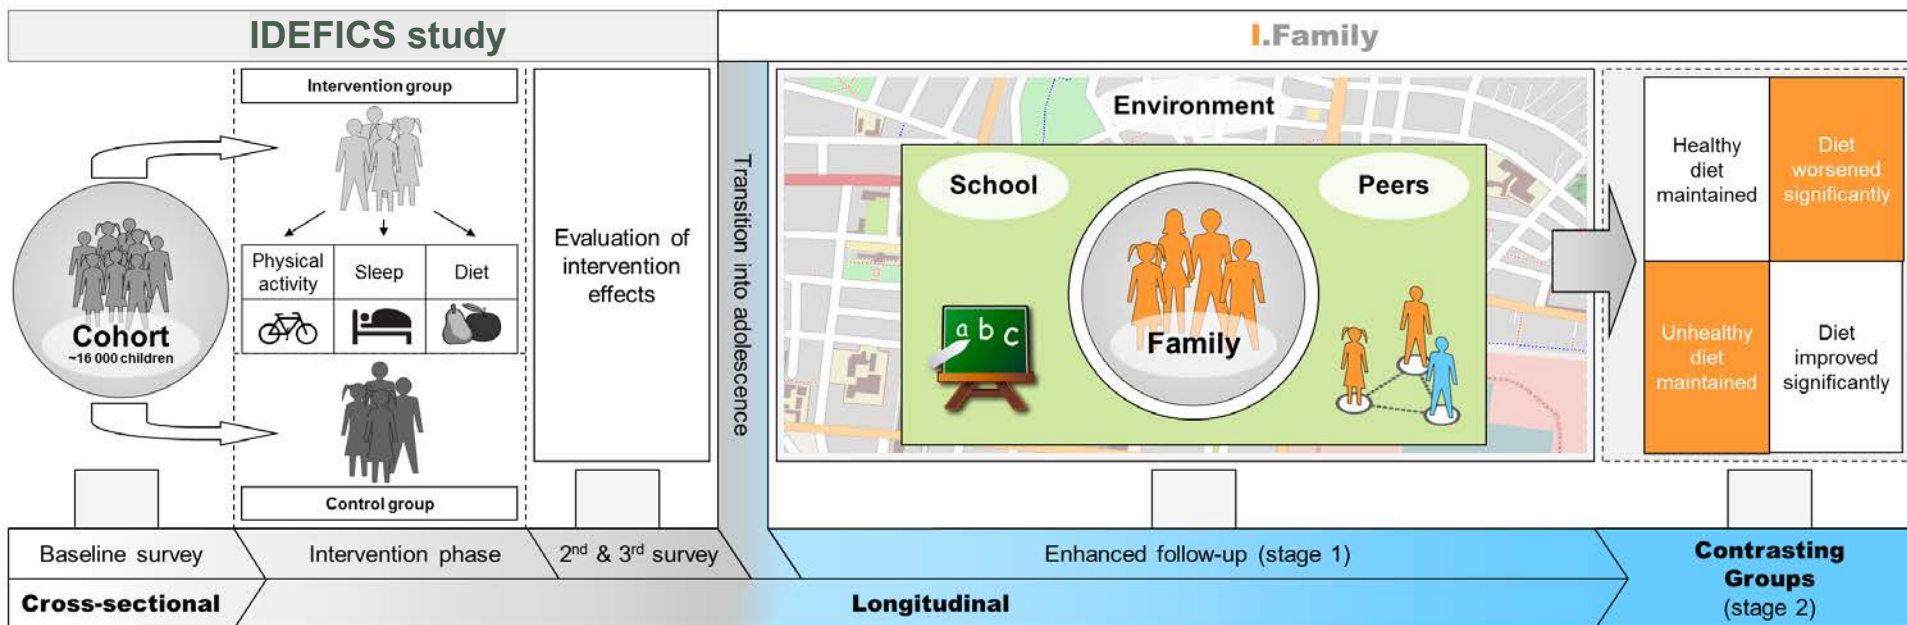 IDEFICS study
I.Family
Intervention group
Physical
activity
Sleep
Diet
Cohort
~16 000 children
Control group
Evaluation of
intervention
effects
Transition into adolescence
Environment
School
Peers
a b c
Family
Healthy
diet
maintained
Diet
worsened
significantly
Unhealthy
diet
maintained
Diet
improved
significantly
Baseline survey
Intervention phase
2nd & 3rd survey
Enhanced follow-up (stage 1)
Contrasting
Groups
(stage 2)
Cross-sectional
Longitudinal